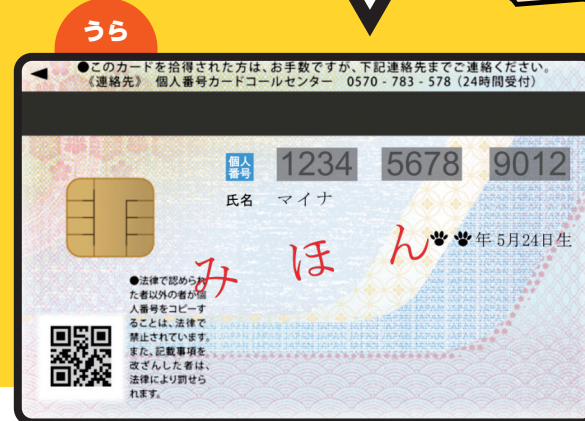 うら
●このカードを拾得された方は、お手数ですが、下記連絡先までご連絡ください。
《連絡先》 個人番号カードコールセンター 0570 - 783 - 578 (24時間受付)
個人番号 1234 5678 9012
氏名 マイナ
年 5月24日生
みほん
●法律で認められ
た者以外の者が個
人番号をコピーす
ることは、法律で
禁止されています。
また、記載事項を
改ざんした者は、
法律により罰せら
れます。